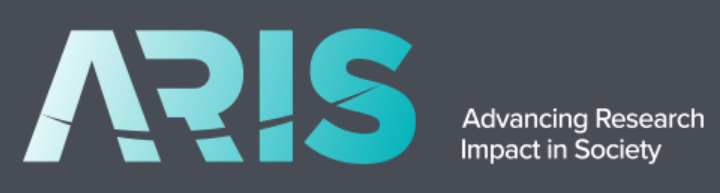 ARIS
Advancing Research
Impact in Society